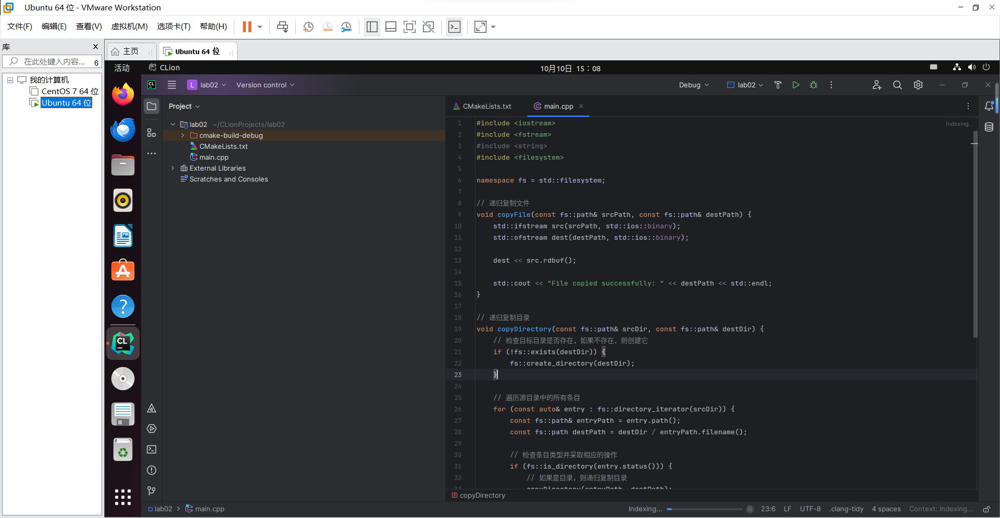 Ubuntu 64 位 - VMware Workstation
文件(F) 编辑(E) 查看(V) 虚拟机(M) 选项卡(T) 帮助(H)
库
在此处键入内容... 6
我的计算机
CentOS 7 64 位
Ubuntu 64 位
主页
Ubuntu 64 位
活动 CLion 10月10日 15：08
CL L lab02 Version control Debug lab02
Project
lab02 ~/CLionProjects/lab02
cmake-build-debug
CMakeLists.txt
main.cpp
External Libraries
Scratches and Consoles
CL
CMakeLists.txt main.cpp
Indexing...
1 #include <iostream>
2 #include <fstream>
3 #include <string>
4 #include <filesystem>
5
6 namespace fs = std::filesystem;
7
8 // 递归复制文件
9 void copyFile(const fs::path& srcPath, const fs::path& destPath) {
10 std::ifstream src(srcPath, std::ios::binary);
11 std::ofstream dest(destPath, std::ios::binary);
12
13 dest << src.rdbuf();
14
15 std::cout << "File copied successfully: " << destPath << std::endl;
16 }
17
18 // 递归复制目录
19 void copyDirectory(const fs::path& srcDir, const fs::path& destDir) {
20 // 检查目标目录是否存在，如果不存在，则创建它
21 if (!fs::exists(destDir)) {
22 fs::create_directory(destDir);
23 }
24
25 // 遍历源目录中的所有条目
26 for (const auto& entry : fs::directory_iterator(srcDir)) {
27 const fs::path& entryPath = entry.path();
28 const fs::path destPath = destDir / entryPath.filename();
29
30 // 检查条目类型并采取相应的操作
31 if (fs::is_directory(entry.status())) {
32 // 如果是目录，则递归复制目录
33 copyDirectory(entryPath, destPath);
f copyDirectory
lab02 > main.cpp
Indexing... 23:6 LF UTF-8 .clang-tidy 4 spaces Context: Indexing...